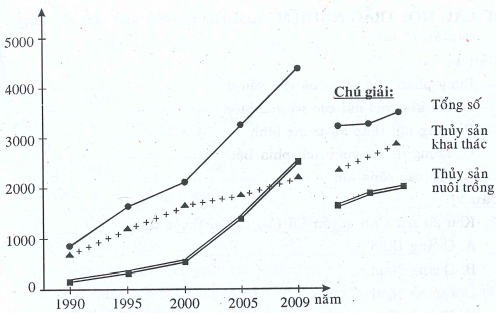 5000
4000
3000
2000
1000
0
1990 1995 2000 2005 2009 năm
Chú giải:
Tổng số
Thủy sản
khai thác
Thủy sản
nuôi trồng